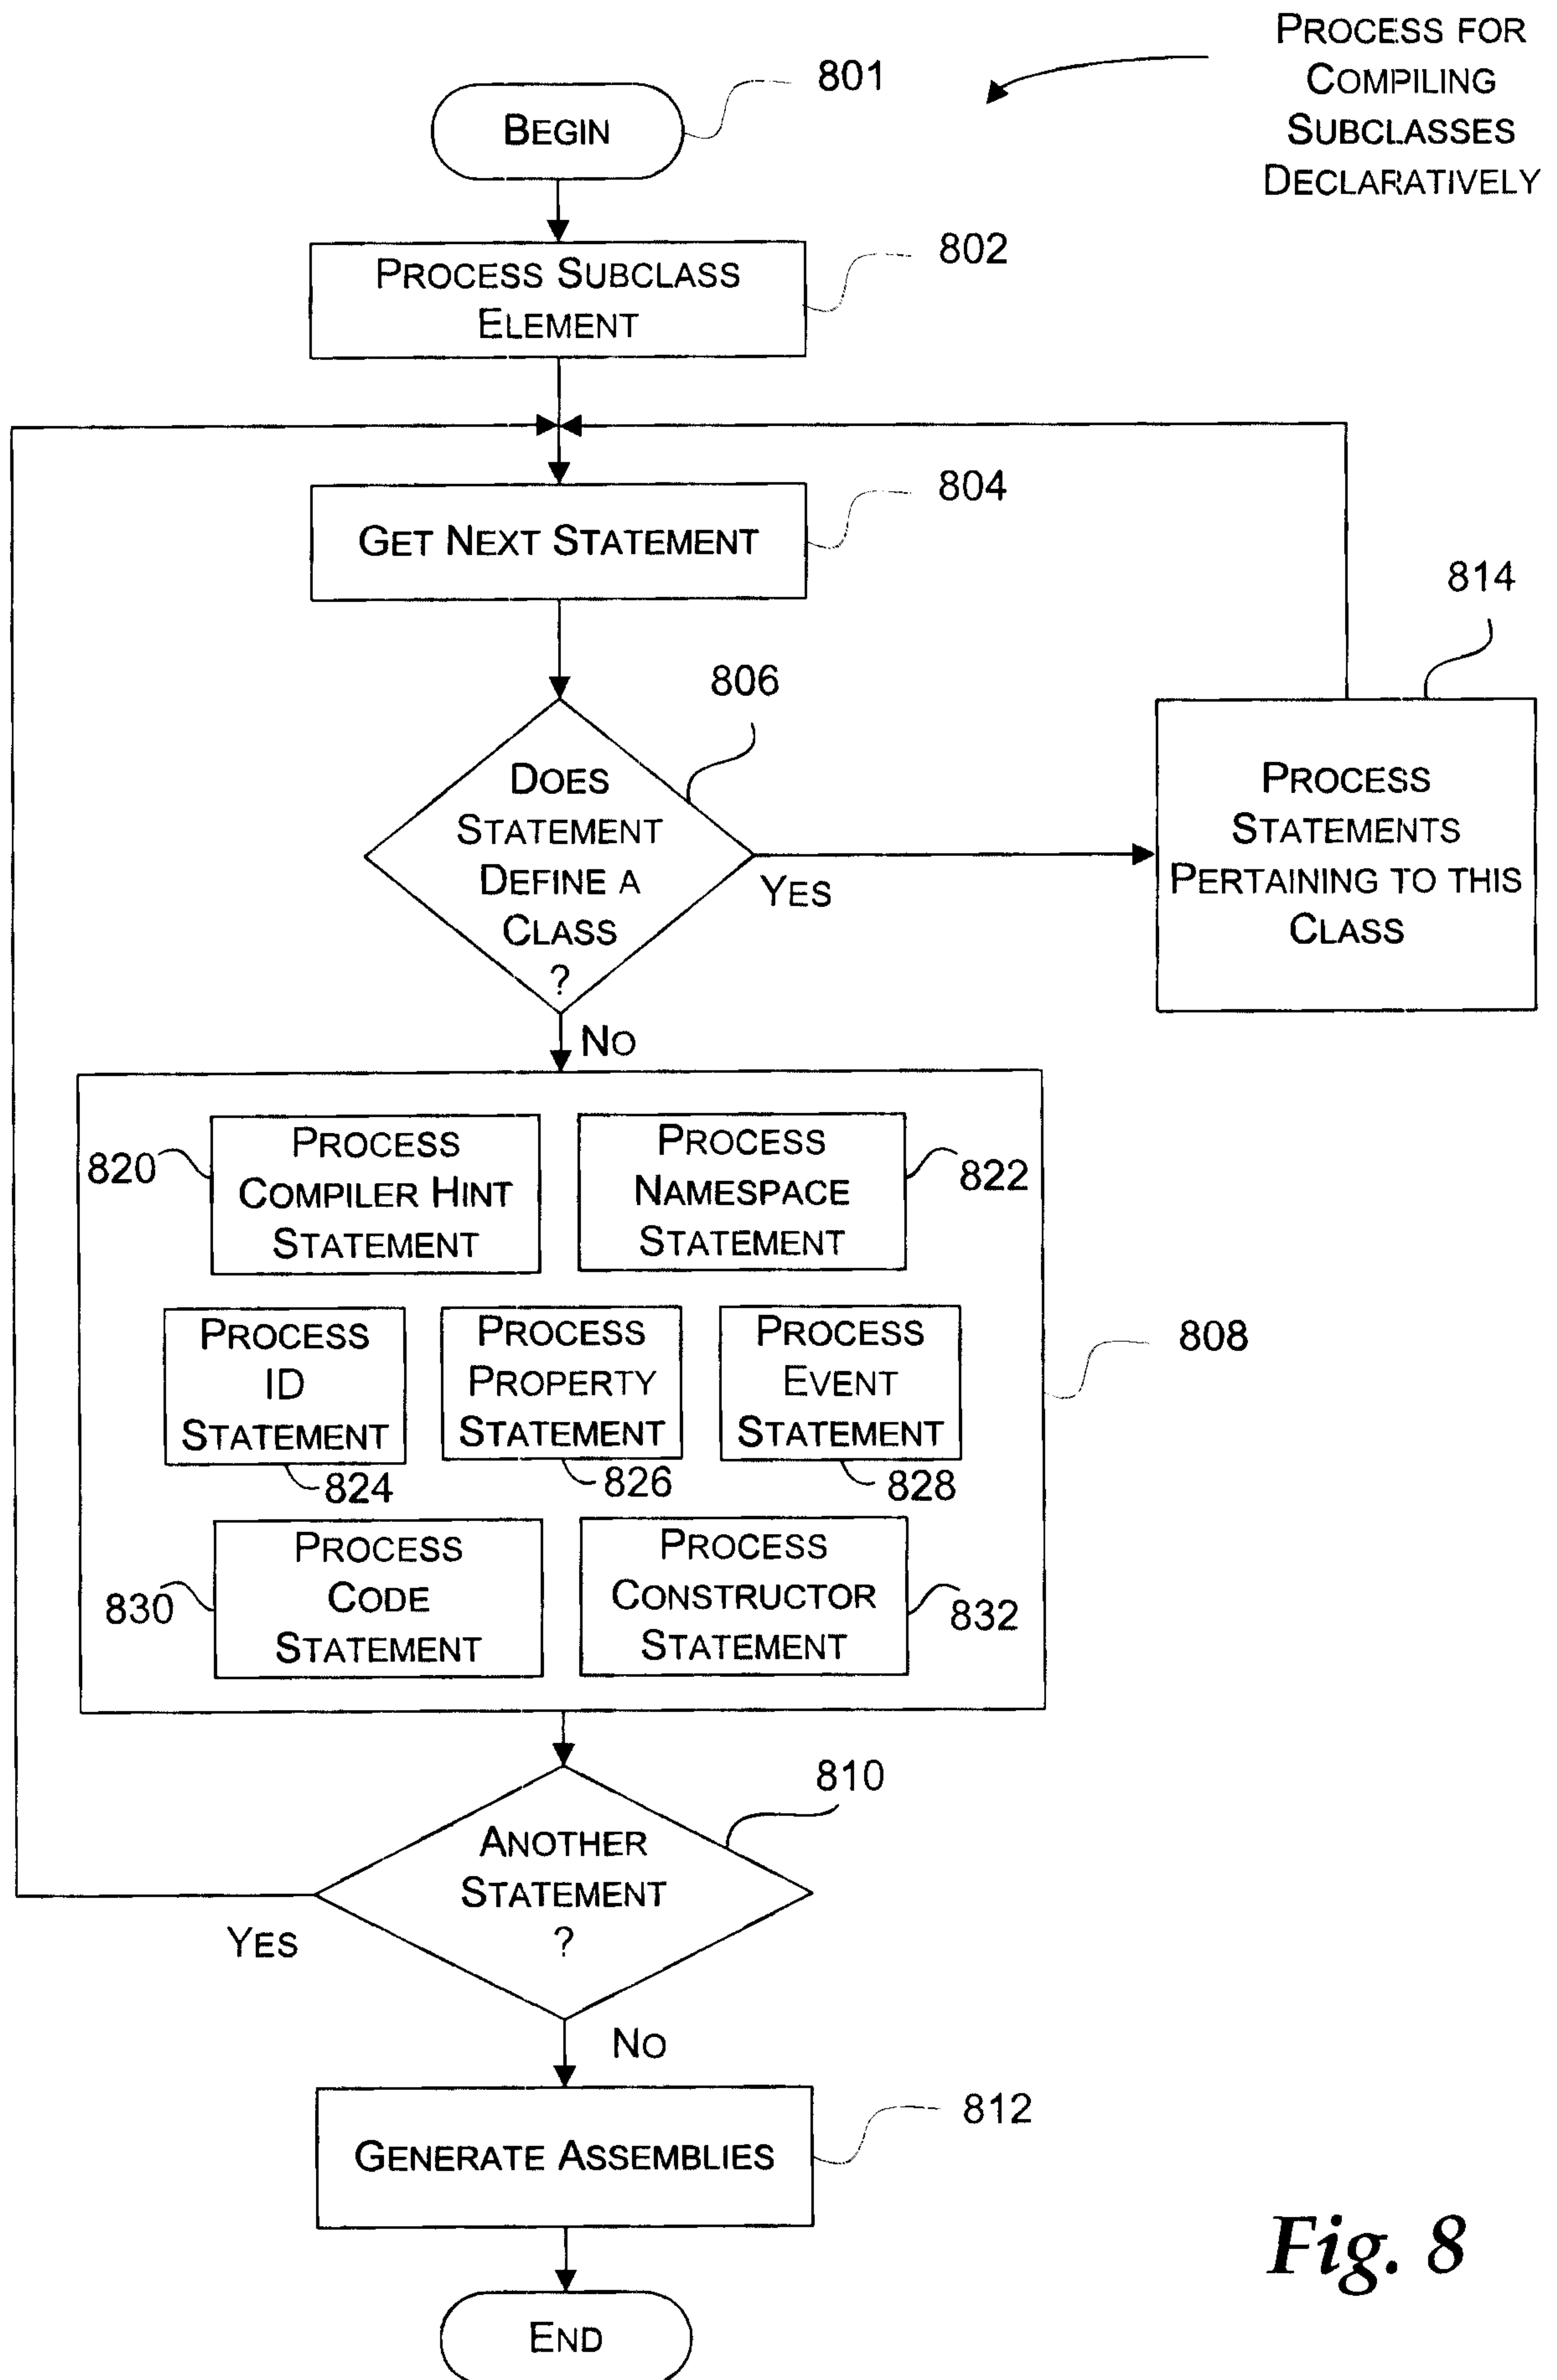 PROCESS FOR
COMPILING
SUBCLASSES
DECLARATIVELY
801
BEGIN
802
PROCESS SUBCLASS
ELEMENT
804
GET NEXT STATEMENT
814
806
DOES
STATEMENT
DEFINE A
CLASS
?
YES
PROCESS
STATEMENTS
PERTAINING TO THIS
CLASS
NO
820
PROCESS
COMPILER HINT
STATEMENT
PROCESS
NAMESPACE
STATEMENT
822
808
PROCESS
ID
STATEMENT
824
PROCESS
PROPERTY
STATEMENT
826
PROCESS
EVENT
STATEMENT
828
830
PROCESS
CODE
STATEMENT
PROCESS
CONSTRUCTOR
STATEMENT
832
810
ANOTHER
STATEMENT
?
YES
NO
812
GENERATE ASSEMBLIES
END
Fig. 8